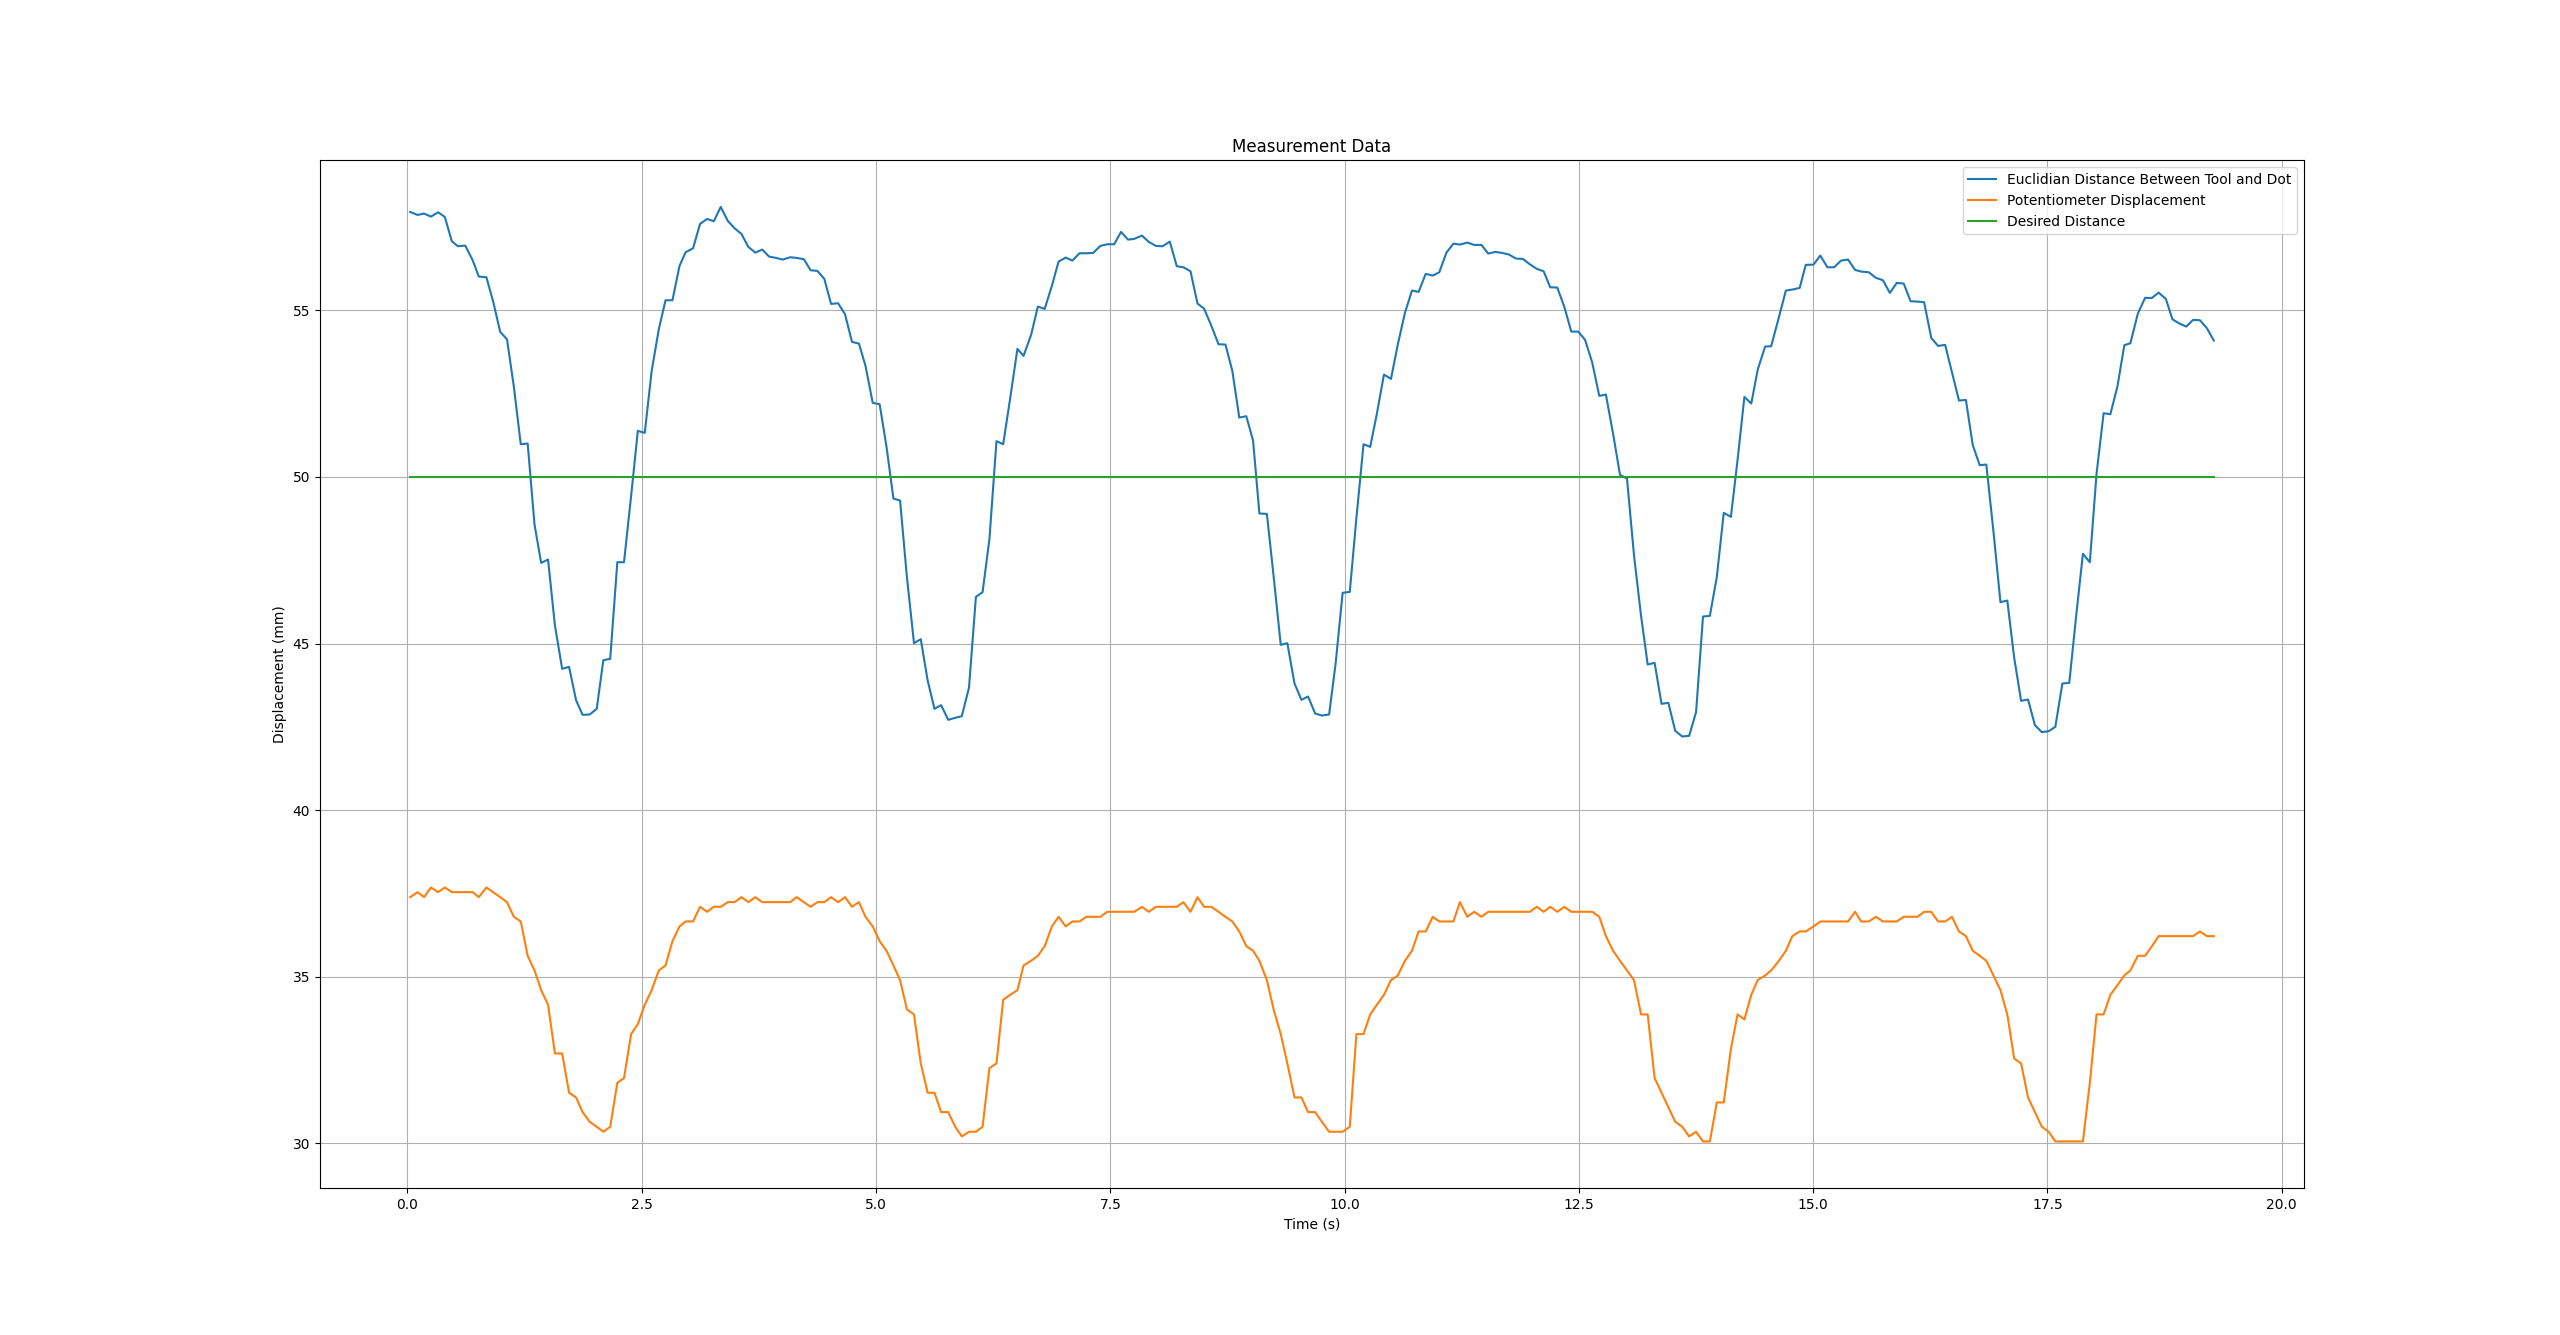 Measurement Data
Euclidian Distance Between Tool and Dot
Potentiometer Displacement
Desired Distance
55
50
45
40
35
30
Displacement (mm)
0.0 2.5 5.0 7.5 10.0 12.5 15.0 17.5 20.0
Time (s)